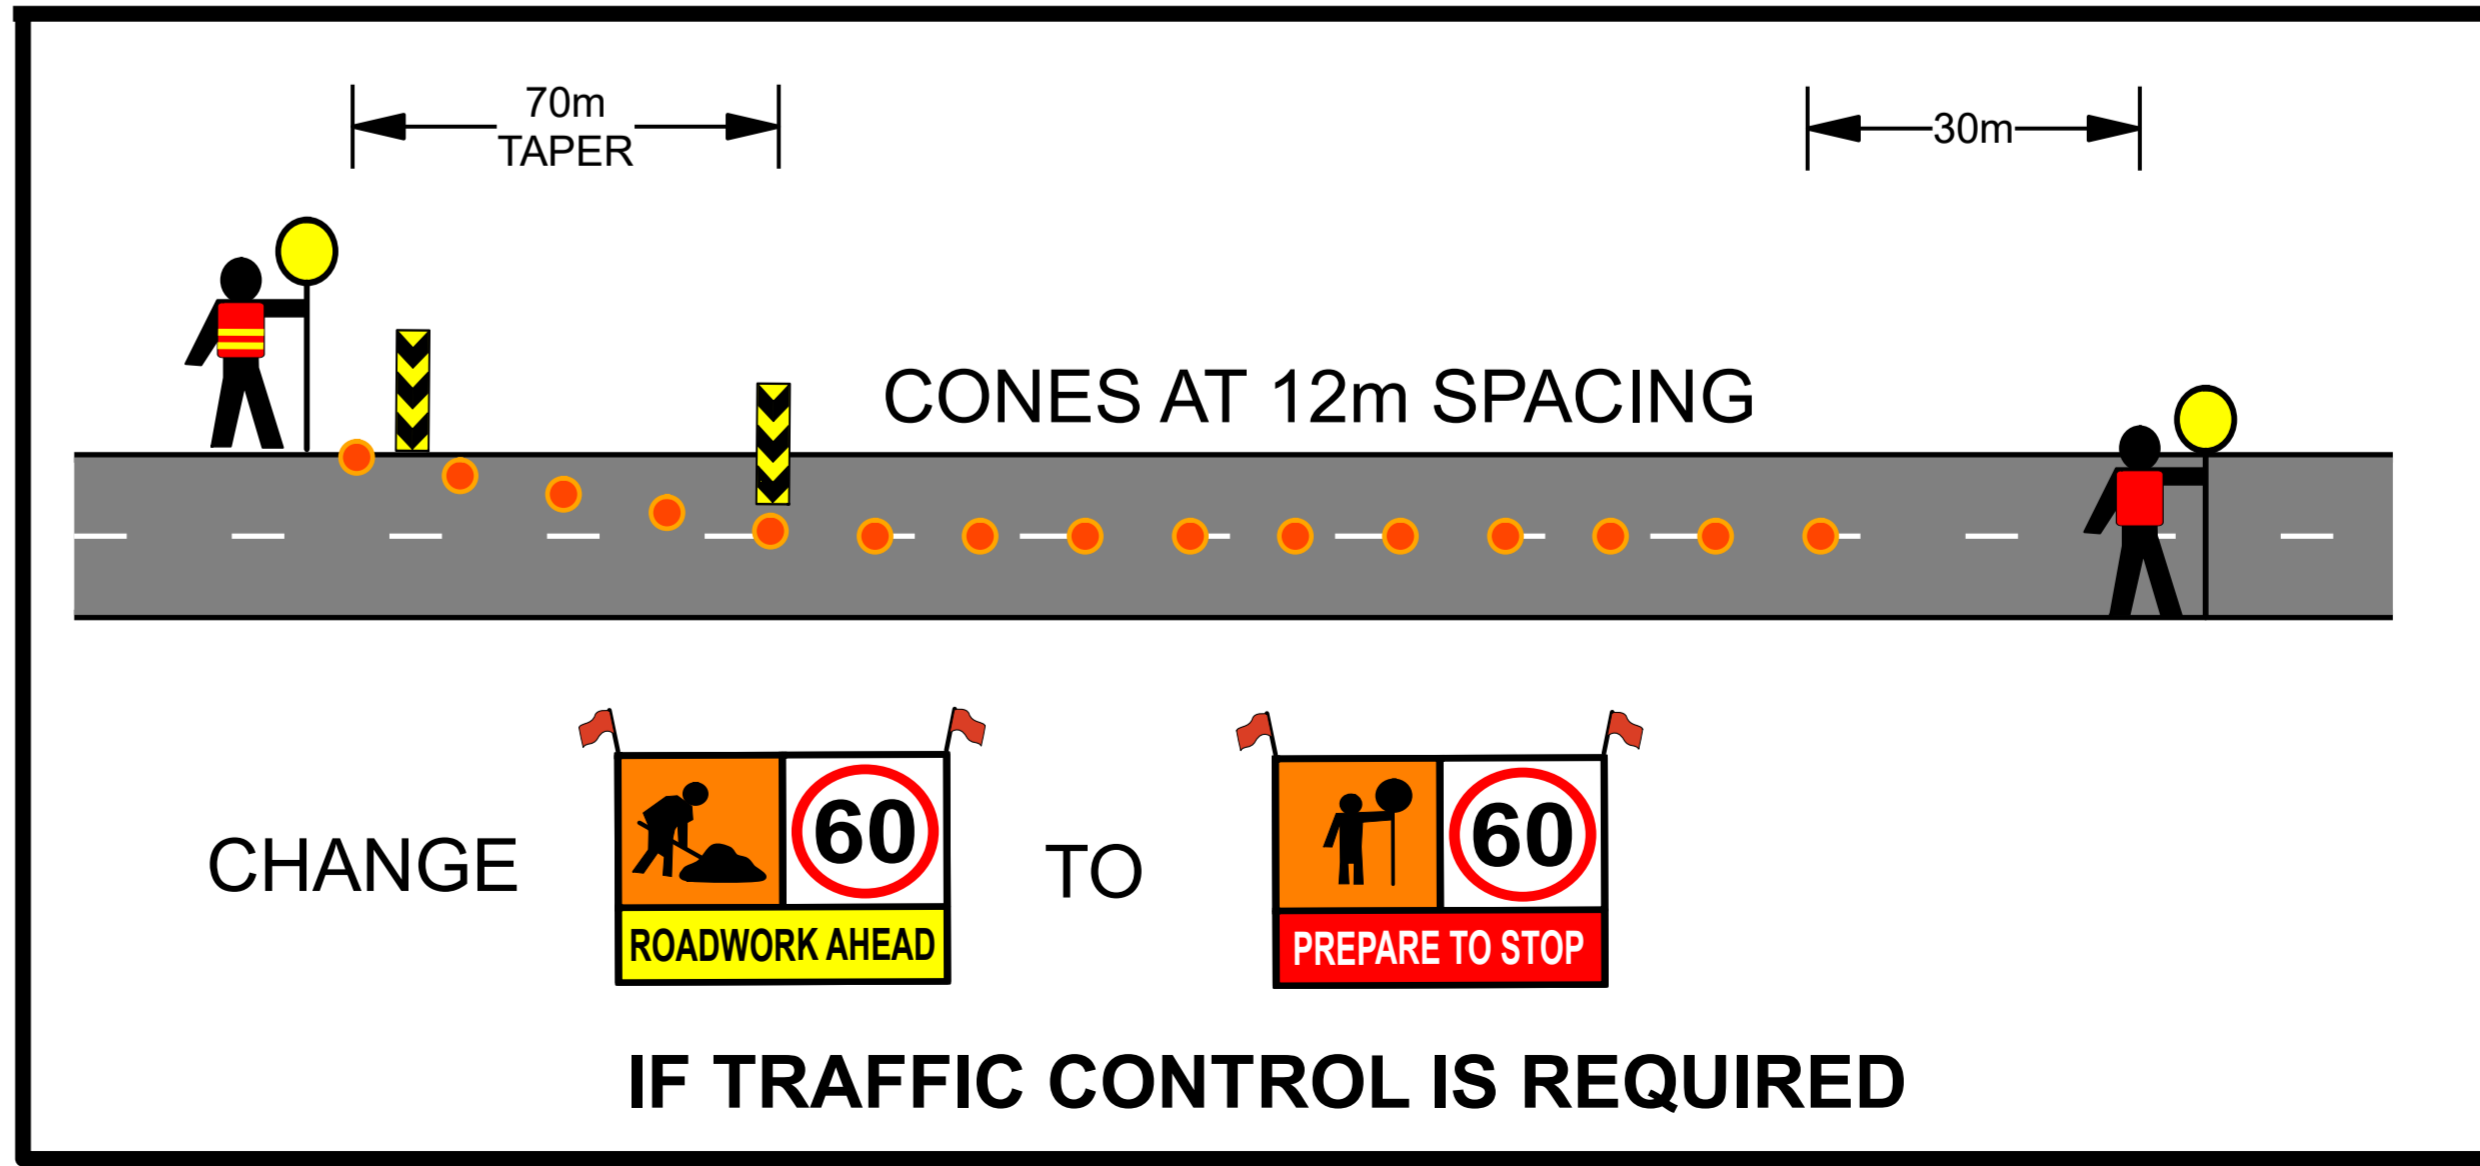 70m
TAPER
30m
CONES AT 12m SPACING
CHANGE
60
ROADWORK AHEAD
TO
60
PREPARE TO STOP
IF TRAFFIC CONTROL IS REQUIRED